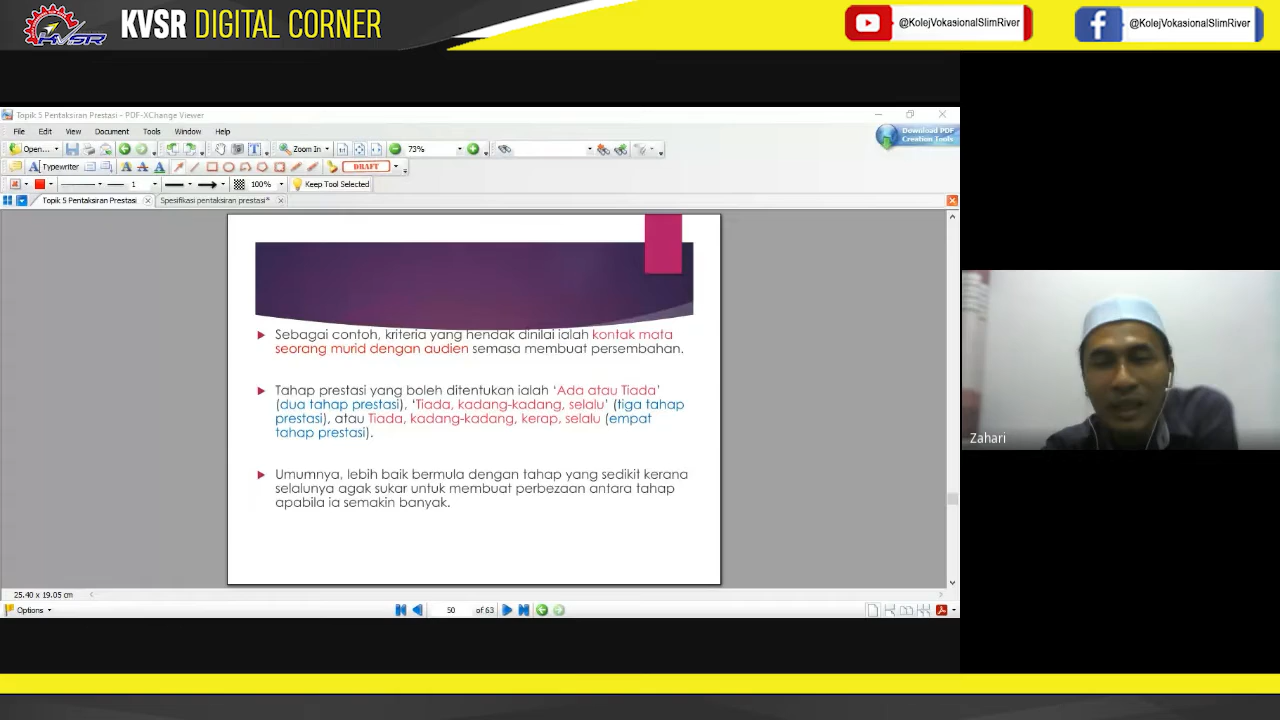 KVSR
KVSR DIGITAL CORNER
@KolejVokasionalSlimRiver
f @KolejVokasionalSlimRiver
Topik 5 Pentaksiran Prestasi - PDF-XChange Viewer
File Edit View Document Tools Window Help
Download PDF
Creation Tools
Open... Zoom In 73%
Typewriter DRAFT
1 100% Keep Tool Selected
Topik 5 Pentaksiran Prestasi Spesifikasi pentaksiran prestasi*
Sebagai contoh, kriteria yang hendak dinilai ialah kontak mata
seorang murid dengan audien semasa membuat persembahan.
Tahap prestasi yang boleh ditentukan ialah ‘Ada atau Tiada’
(dua tahap prestasi), ‘Tiada, kadang-kadang, selalu’ (tiga tahap
prestasi), atau Tiada, kadang-kadang, kerap, selalu (empat
tahap prestasi).
Umumnya, lebih baik bermula dengan tahap yang sedikit kerana
selalunya agak sukar untuk membuat perbezaan antara tahap
apabila ia semakin banyak.
Zahari
25.40 x 19.05 cm
Options 50 of 63